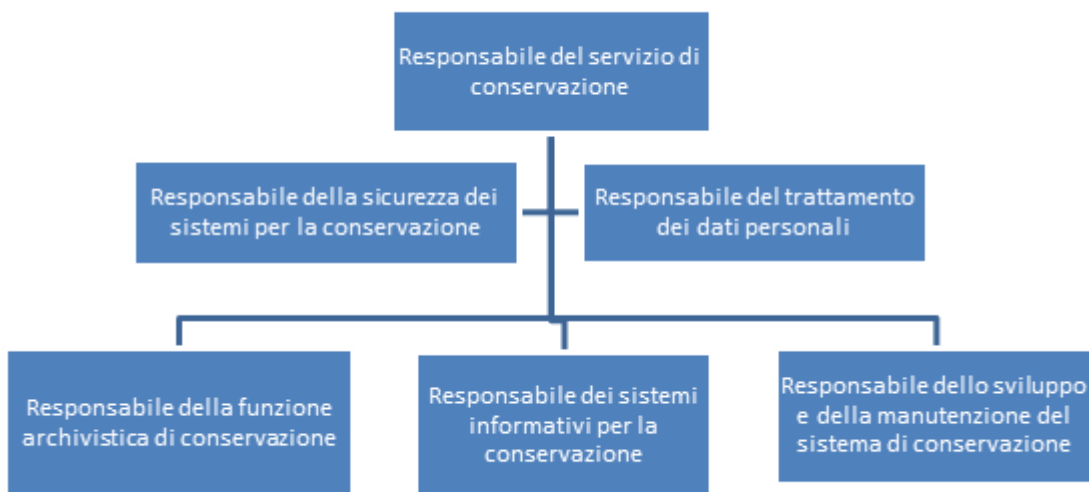 Responsabile del servizio di
conservazione
Responsabile della sicurezza dei
sistemi per la conservazione
Responsabile del trattamento
dei dati personali
Responsabile della funzione
archivistica di conservazione
Responsabile dei sistemi
informativi per la
conservazione
Responsabile dello sviluppo
e della manutenzione del
sistema di conservazione